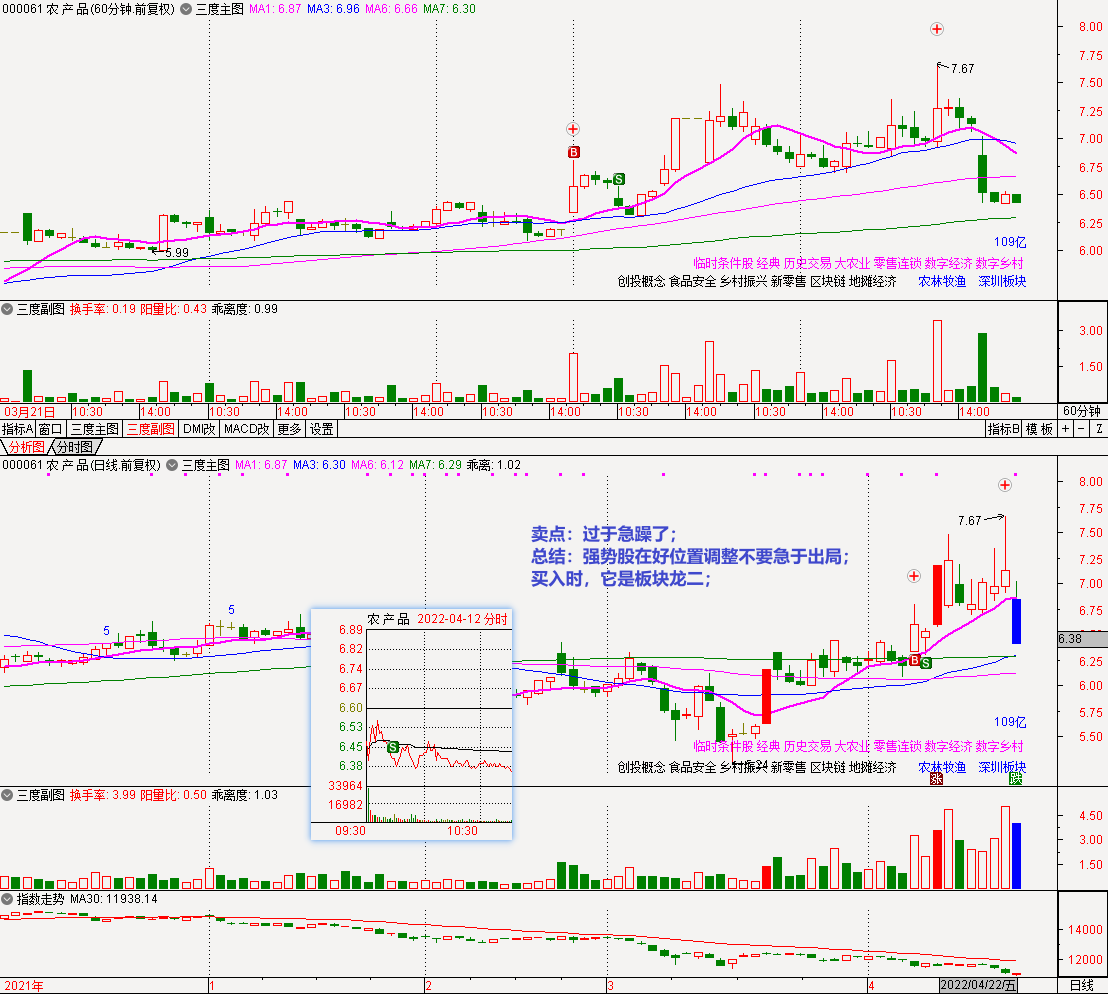 000061 农 产 品(60分钟.前复权) 三度主图 MA1: 6.87 MA3: 6.96 MA6: 6.66 MA7: 6.30
8.00
7.67
7.75
7.50
7.25
B
7.00
S
6.75
6.50
6.25
109亿
5.99
6.00
临时条件股 经典 历史交易 大农业 零售连锁 数字经济 数字乡村
创投概念 食品安全 乡村振兴 新零售 区块链 地摊经济 农林牧渔 深圳板块
三度副图 换手率: 0.19 阳量比: 0.43 乖离度: 0.99
3.00
1.50
03月21日 10:30 14:00 10:30 14:00 10:30 14:00 10:30 14:00 10:30 14:00 10:30 14:00 10:30 14:00 60分钟
指标A 窗口 三度主图 三度副图 DMI改 MACD改 更多 设置 指标B 模 板 + - Z
分析图 分时图
000061 农 产 品(日线.前复权) 三度主图 MA1: 6.87 MA3: 6.30 MA6: 6.12 MA7: 6.29 乖离: 1.02
8.00
7.67
7.75
卖点：过于急躁了；
7.50
总结：强势股在好位置调整不要急于出局；
7.25
买入时，它是板块龙二；
7.00
5
5
6.75
农 产 品 2022-04-12 分时
6.89
6.82
6.74
6.67
6.60
6.53
6.45
S
6.38
33964
16982
09:30 10:30
6.38
B S
6.25
6.00
5.75
109亿
5.50
临时条件股 经典 历史交易 大农业 零售连锁 数字经济 数字乡村
5.24
创投概念 食品安全 乡村振兴 新零售 区块链 地摊经济 农林牧渔 深圳板块
涨 跌
三度副图 换手率: 3.99 阳量比: 0.50 乖离度: 1.03
4.50
3.00
1.50
指数走势 MA30: 11938.14
14000
12000
2021年 1 2 3 4 2022/04/22/五 日线